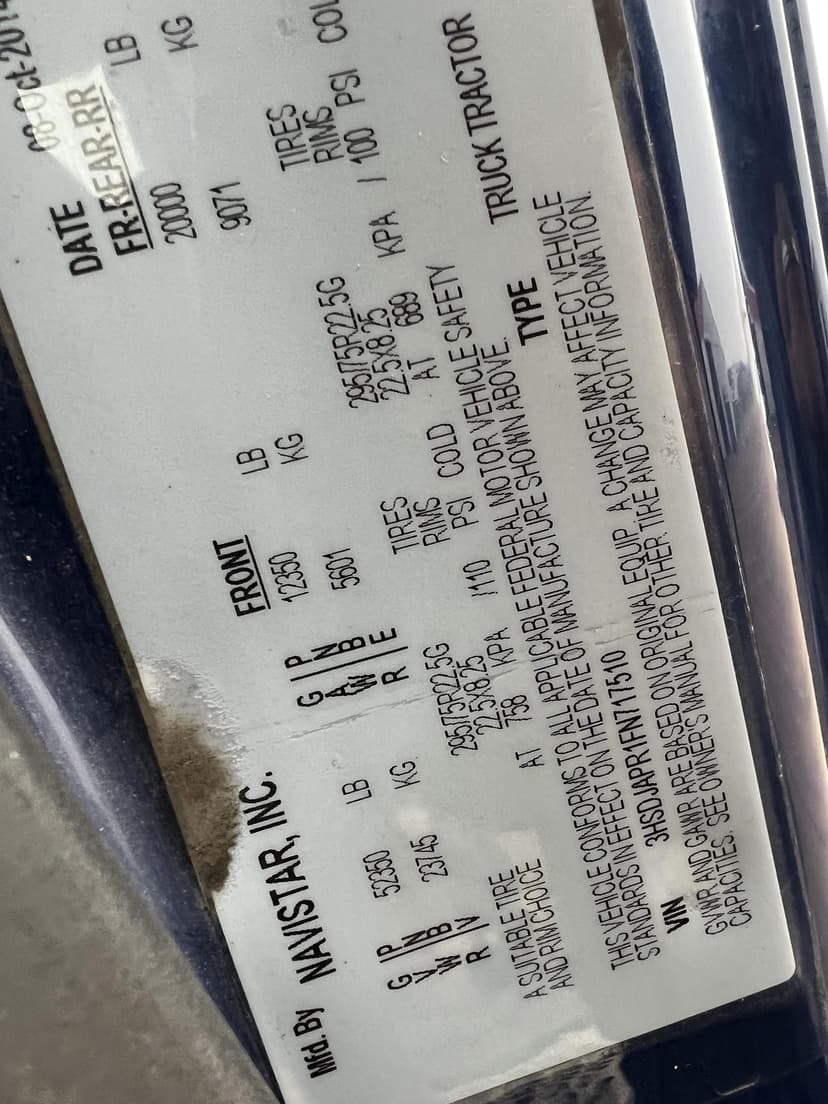 Mfd. By NAVISTAR, INC. DATE 08-Oct-2014
FRONT FR-REAR-RR
G P 52350 LB G P 12350 LB 20000 LB
V N A N
W B 23745 KG W B 5601 KG 9071 KG
R V R E
A SUITABLE TIRE 295/75R22.5G TIRES 295/75R22.5G TIRES
AND RIM CHOICE 22.5X8.25 RIMS 22.5X8.25 RIMS
AT 758 KPA /110 PSI COLD AT 689 KPA / 100 PSI COL
THIS VEHICLE CONFORMS TO ALL APPLICABLE FEDERAL MOTOR VEHICLE SAFETY
STANDARDS IN EFFECT ON THE DATE OF MANUFACTURE SHOWN ABOVE.
VIN 3HSDJAPR1FN717510 TYPE TRUCK TRACTOR
GVWR AND GAWR ARE BASED ON ORIGINAL EQUIP. A CHANGE MAY AFFECT VEHICLE
CAPACITIES. SEE OWNER'S MANUAL FOR OTHER TIRE AND CAPACITY INFORMATION.